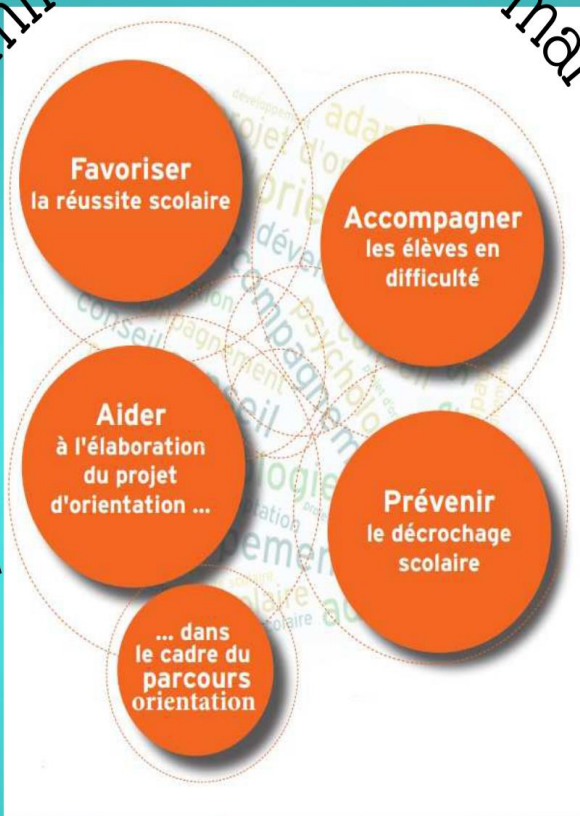 Favoriser
la réussite scolaire
Accompagner
les élèves en
difficulté
Aider
à l'élaboration
du projet
d'orientation ...
Prévenir
le décrochage
scolaire
... dans
le cadre du
parcours
orientation